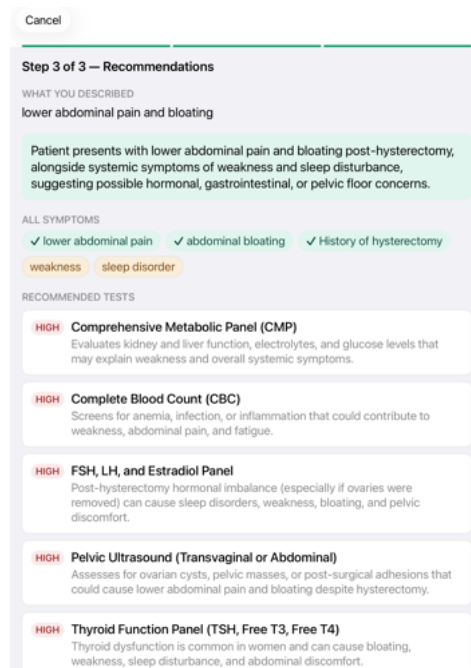 Cancel
Step 3 of 3 — Recommendations
WHAT YOU DESCRIBED
lower abdominal pain and bloating
Patient presents with lower abdominal pain and bloating post-hysterectomy,
alongside systemic symptoms of weakness and sleep disturbance,
suggesting possible hormonal, gastrointestinal, or pelvic floor concerns.
ALL SYMPTOMS
✓ lower abdominal pain ✓ abdominal bloating ✓ History of hysterectomy
weakness sleep disorder
RECOMMENDED TESTS
HIGH Comprehensive Metabolic Panel (CMP)
Evaluates kidney and liver function, electrolytes, and glucose levels that
may explain weakness and overall systemic symptoms.
HIGH Complete Blood Count (CBC)
Screens for anemia, infection, or inflammation that could contribute to
weakness, abdominal pain, and fatigue.
HIGH FSH, LH, and Estradiol Panel
Post-hysterectomy hormonal imbalance (especially if ovaries were
removed) can cause sleep disorders, weakness, bloating, and pelvic
discomfort.
HIGH Pelvic Ultrasound (Transvaginal or Abdominal)
Assesses for ovarian cysts, pelvic masses, or post-surgical adhesions that
could cause lower abdominal pain and bloating despite hysterectomy.
HIGH Thyroid Function Panel (TSH, Free T3, Free T4)
Thyroid dysfunction is common in women and can cause bloating,
weakness, sleep disturbance, and abdominal discomfort.